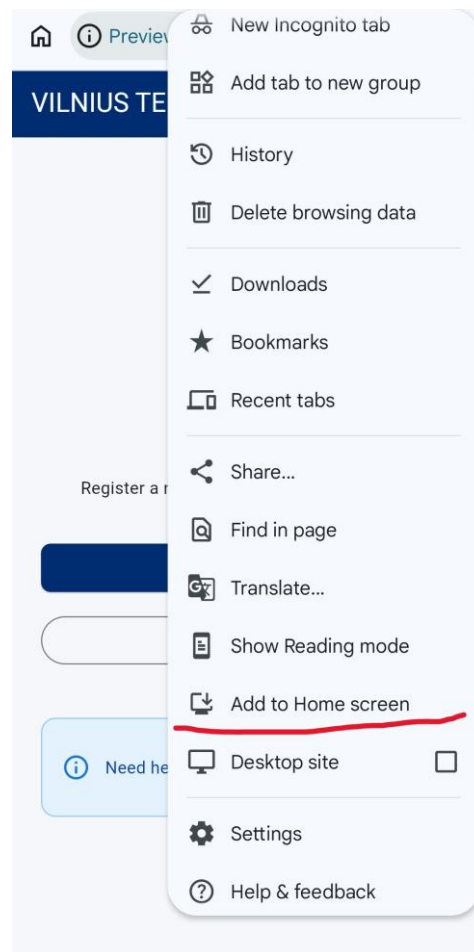 New Incognito tab
Preview
Add tab to new group
VILNIUS TE
History
Delete browsing data
Downloads
Bookmarks
Recent tabs
Share...
Register a r
Find in page
Translate...
Show Reading mode
Add to Home screen
Desktop site
Need he
Settings
Help & feedback